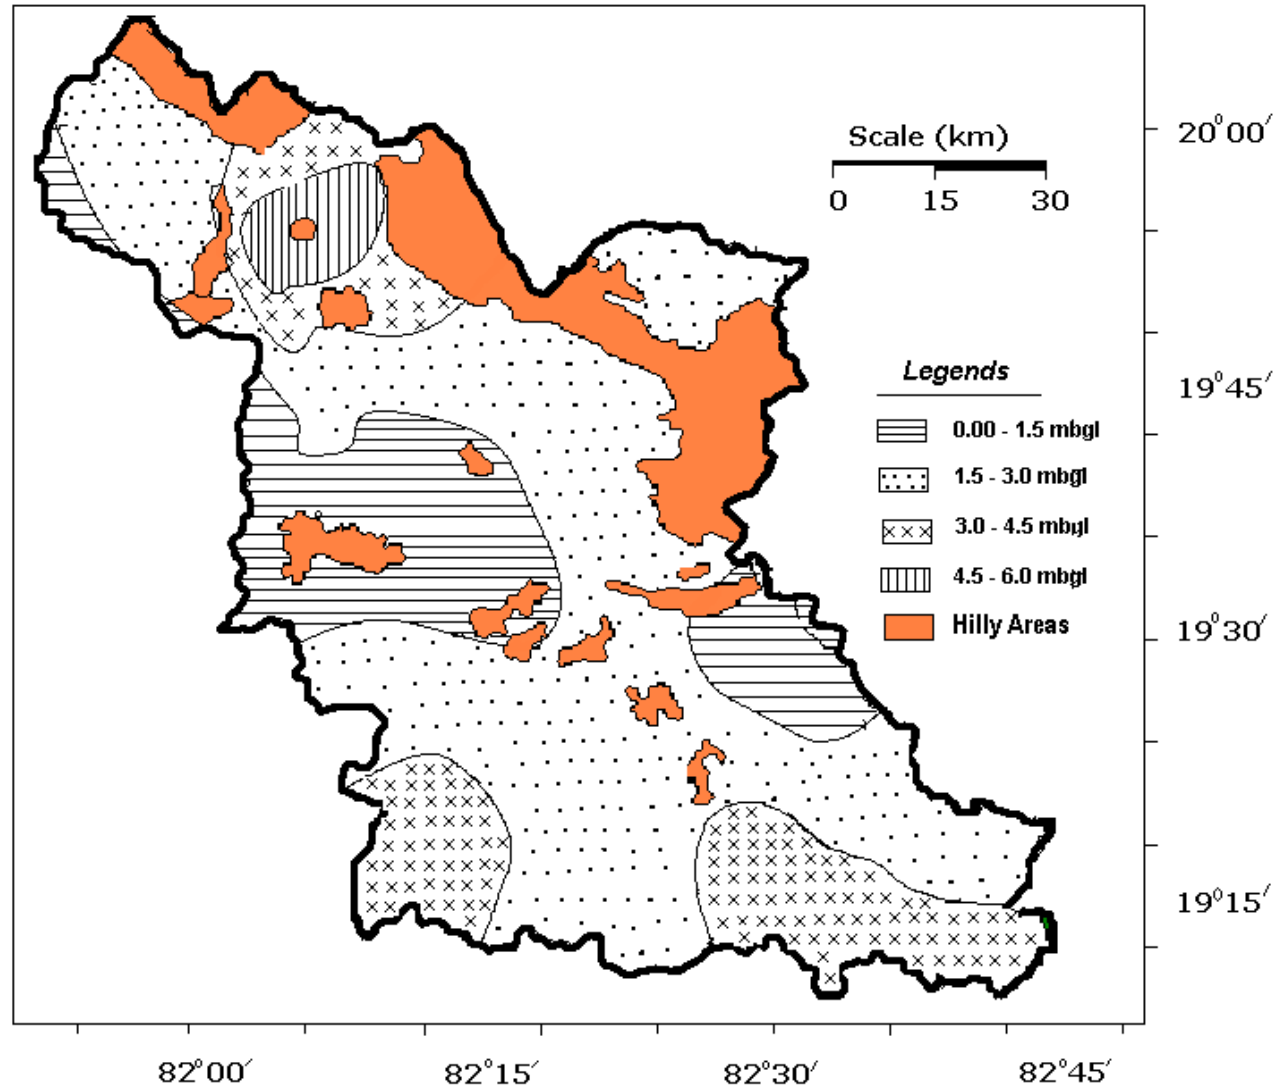 Scale (km)
0 15 30
20°00′
19°45′
19°30′
19°15′
Legends
0.00 - 1.5 mbgl
1.5 - 3.0 mbgl
3.0 - 4.5 mbgl
4.5 - 6.0 mbgl
Hilly Areas
82°00′ 82°15′ 82°30′ 82°45′